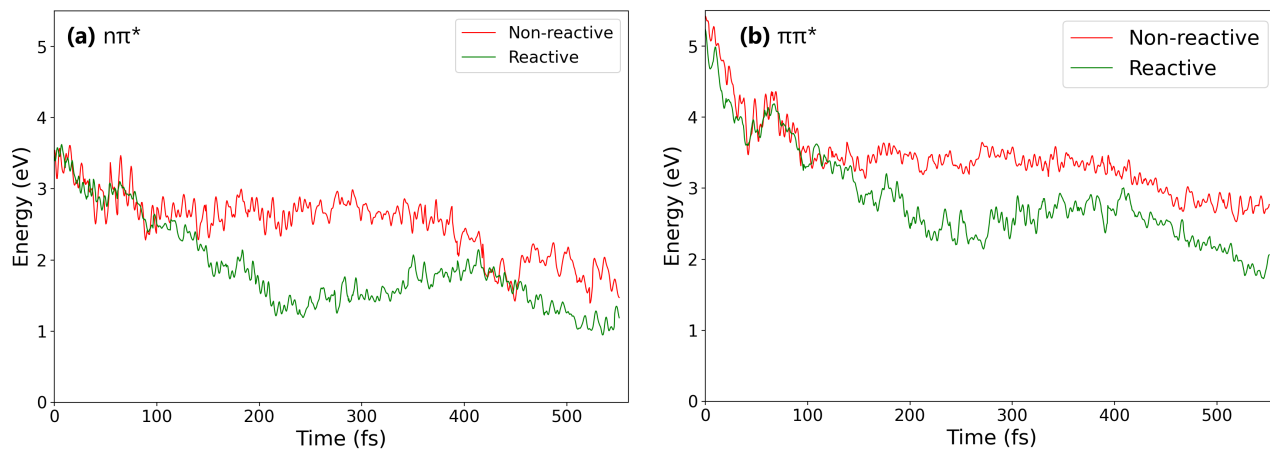 (a) nπ*
Non-reactive
Reactive
5
4
3
2
1
0
Energy (eV)
0 100 200 300 400 500
Time (fs)
(b) ππ*
Non-reactive
Reactive
5
4
3
2
1
0
Energy (eV)
0 100 200 300 400 500
Time (fs)